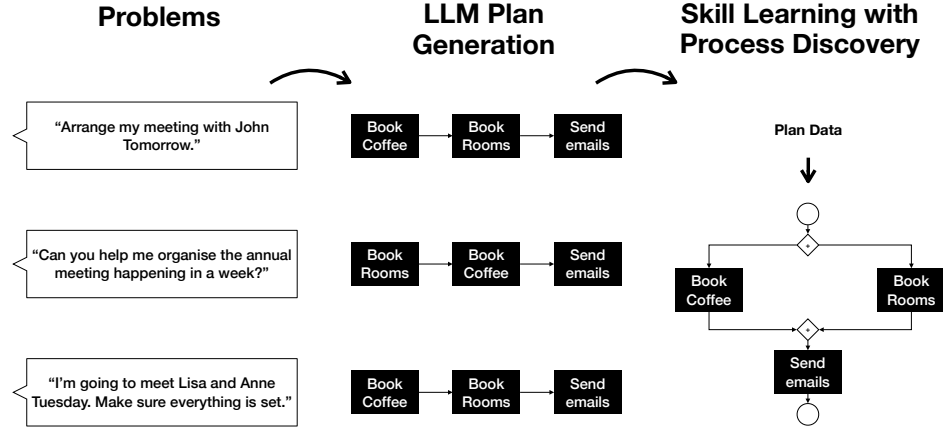 Problems
LLM Plan
Generation
Skill Learning with
Process Discovery
“Arrange my meeting with John
Tomorrow.”
Book
Coffee
Book
Rooms
Send
emails
Plan Data
“Can you help me organise the annual
meeting happening in a week?”
Book
Rooms
Book
Coffee
Send
emails
+
Book
Coffee
Book
Rooms
+
Send
emails
“I’m going to meet Lisa and Anne
Tuesday. Make sure everything is set.”
Book
Coffee
Book
Rooms
Send
emails